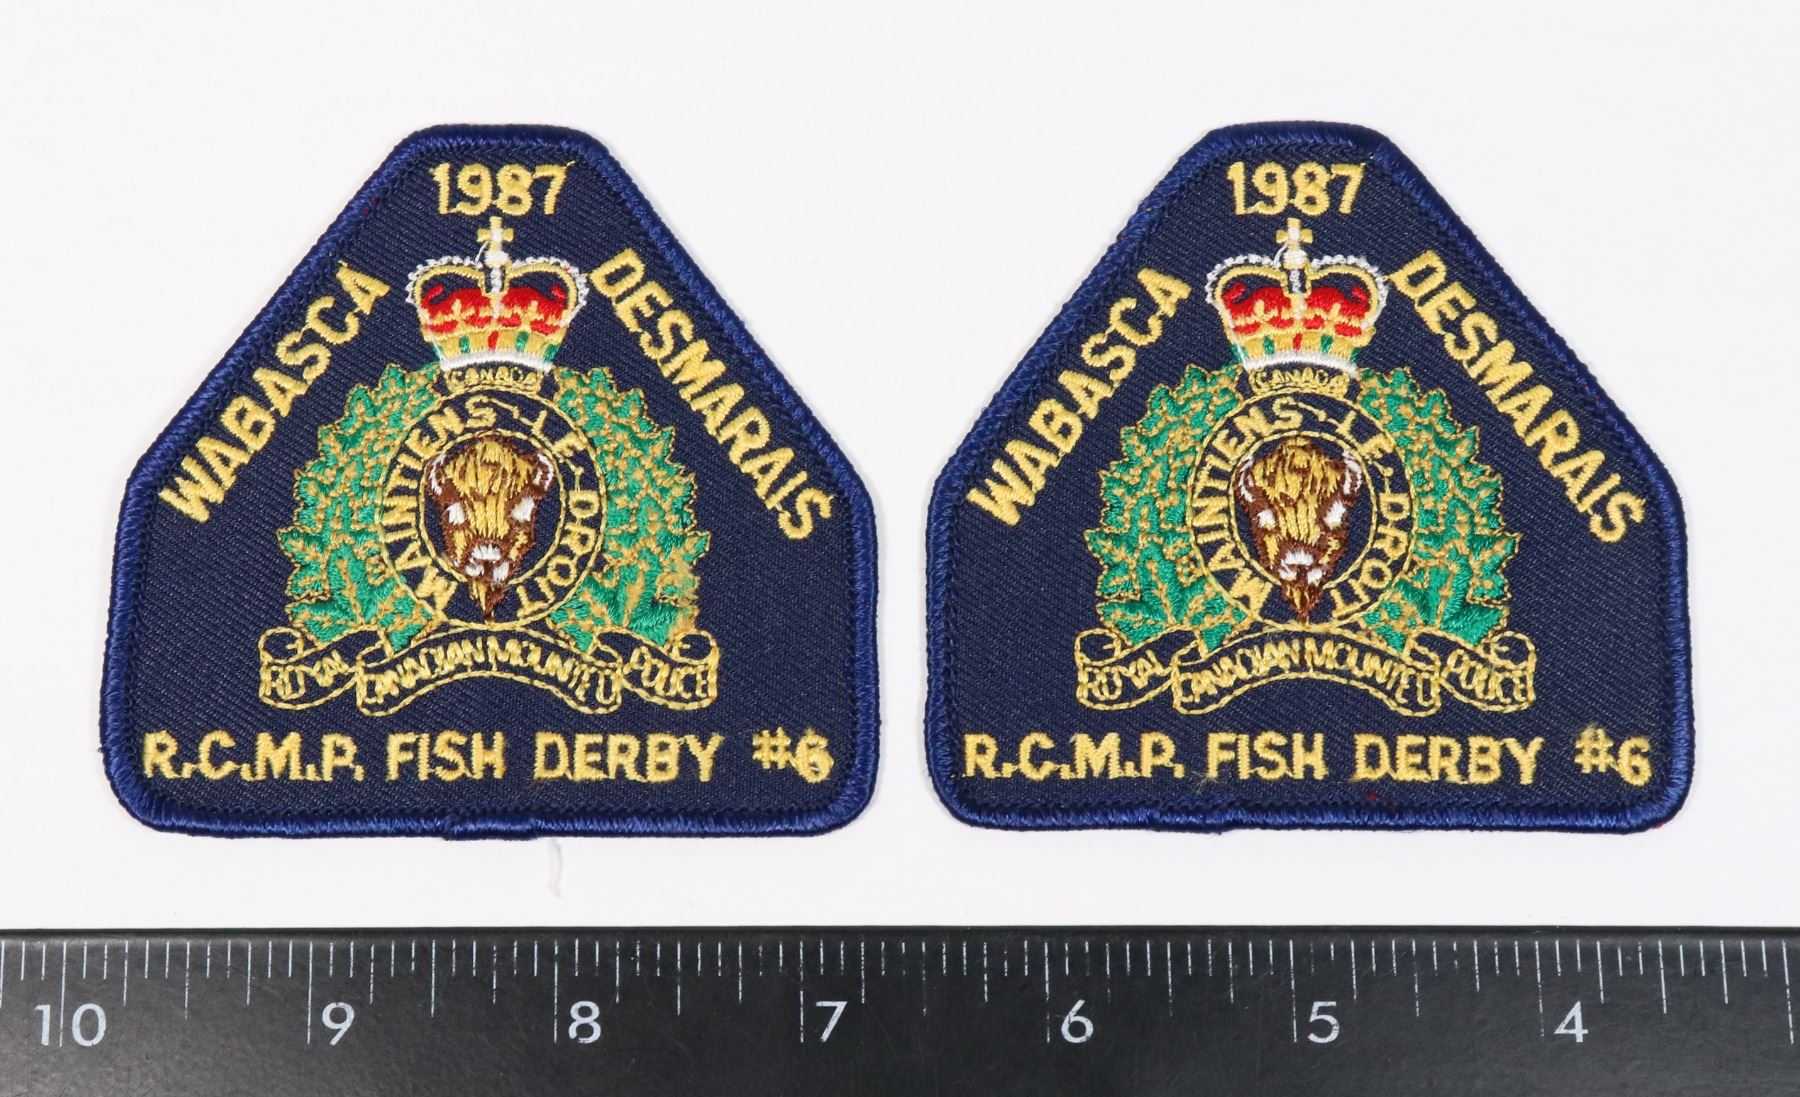 1987
WABASCA
DESMARAIS
CANADA
MAINTIENS LE DROIT
ROYAL CANADIAN MOUNTED POLICE
R.C.M.P. FISH DERBY #6
1987
WABASCA
DESMARAIS
CANADA
MAINTIENS LE DROIT
ROYAL CANADIAN MOUNTED POLICE
R.C.M.P. FISH DERBY #6
10 9 8 7 6 5 4